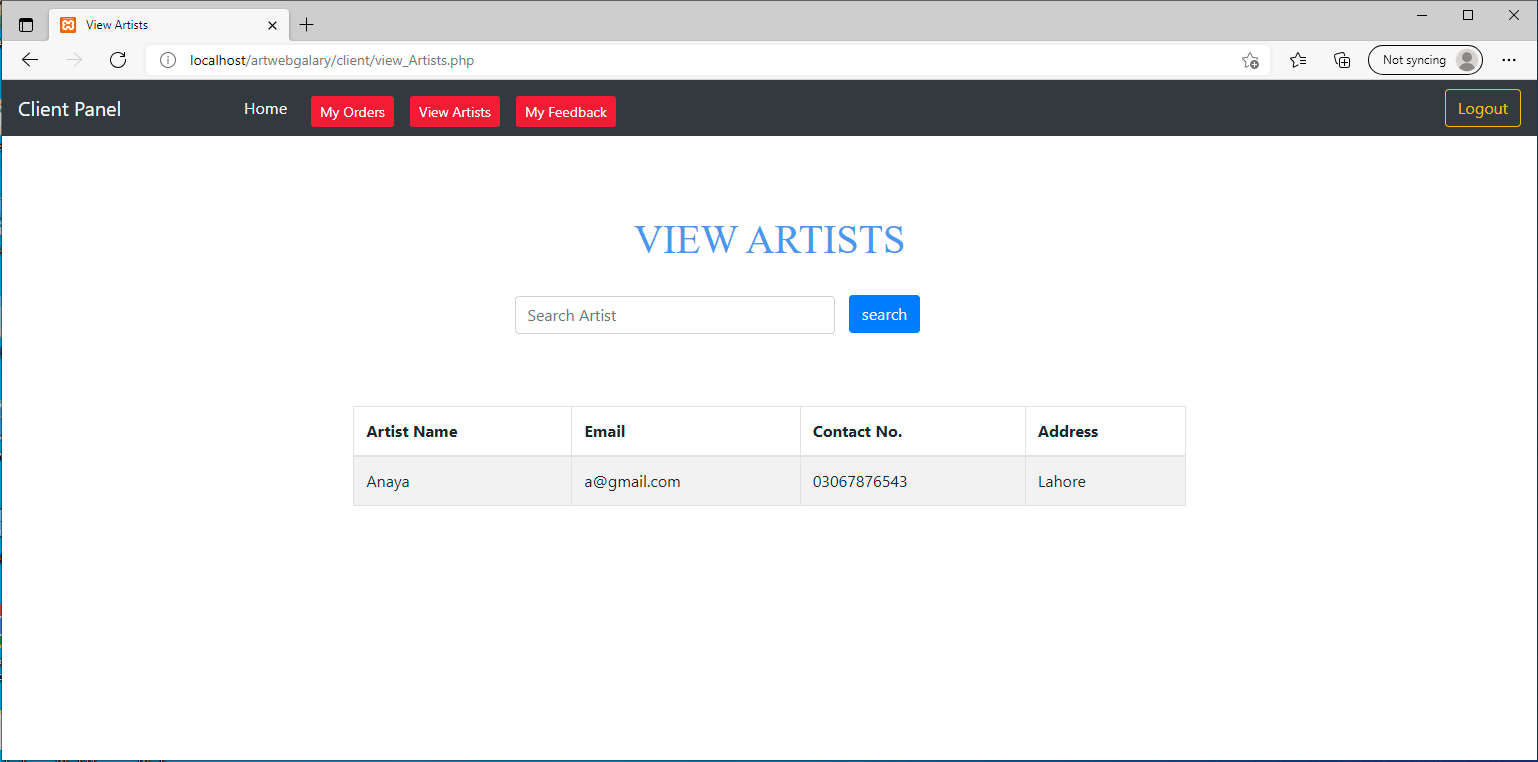 View Artists
localhost/artwebgalary/client/view_Artists.php
Not syncing
Client Panel Home My Orders View Artists My Feedback Logout
VIEW ARTISTS
Search Artist search
Artist Name Email Contact No. Address
Anaya a@gmail.com 03067876543 Lahore